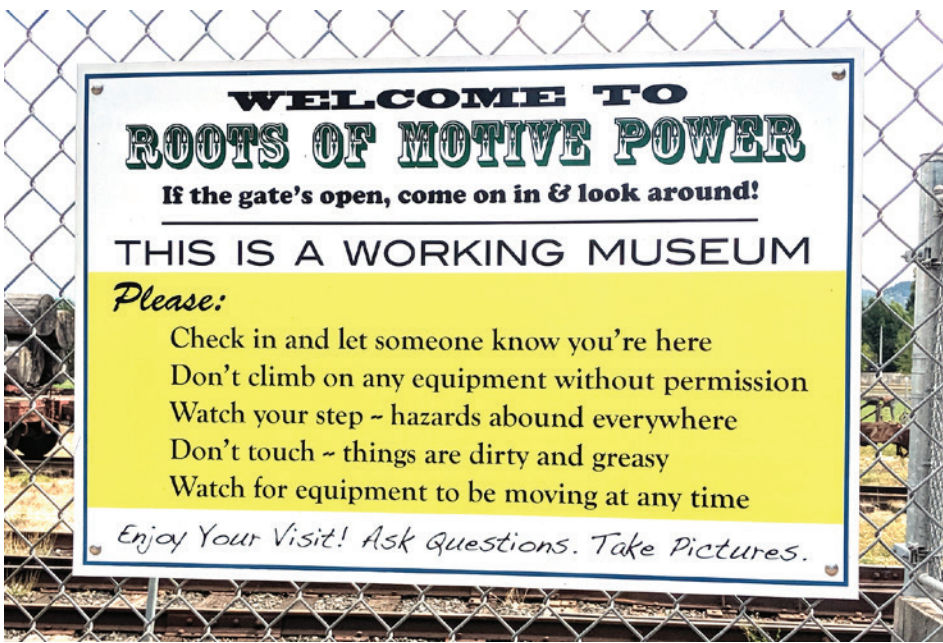 WELCOME TO
ROOTS OF MOTIVE POWER
If the gate's open, come on in & look around!
THIS IS A WORKING MUSEUM
Please:
Check in and let someone know you're here
Don't climb on any equipment without permission
Watch your step ~ hazards abound everywhere
Don't touch ~ things are dirty and greasy
Watch for equipment to be moving at any time
Enjoy Your Visit! Ask Questions. Take Pictures.